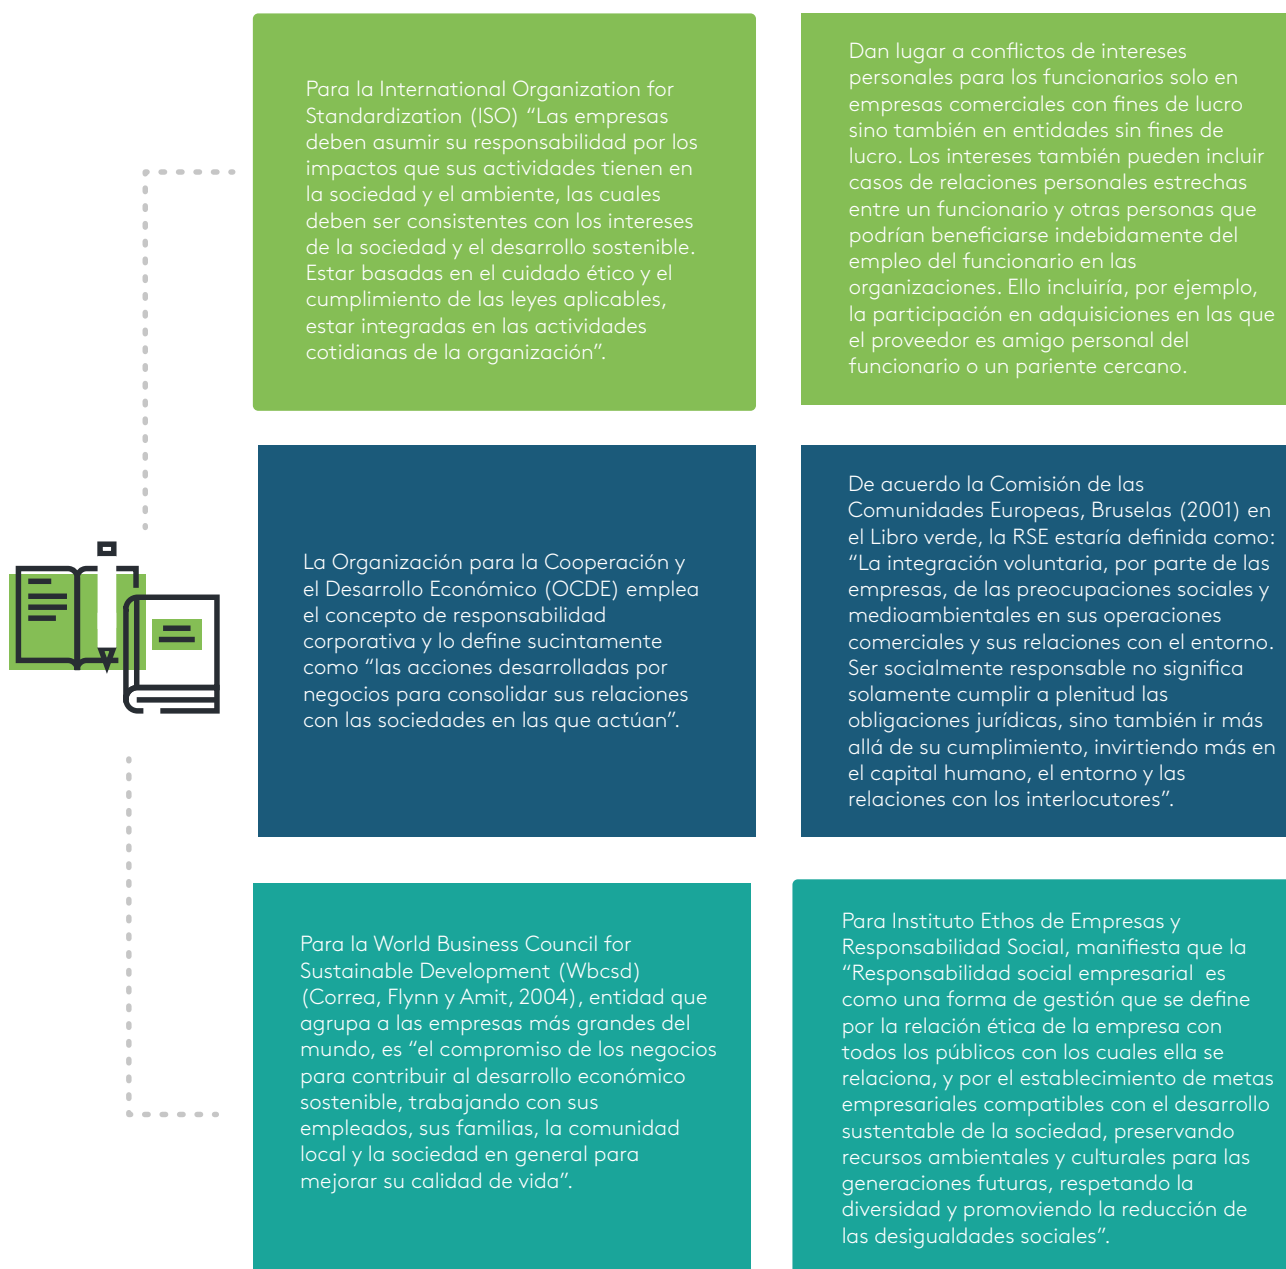 Para la International Organization for
Standardization (ISO) “Las empresas
deben asumir su responsabilidad por los
impactos que sus actividades tienen en
la sociedad y el ambiente, las cuales
deben ser consistentes con los intereses
de la sociedad y el desarrollo sostenible.
Estar basadas en el cuidado ético y el
cumplimiento de las leyes aplicables,
estar integradas en las actividades
cotidianas de la organización”.
Dan lugar a conflictos de intereses
personales para los funcionarios solo en
empresas comerciales con fines de lucro
sino también en entidades sin fines de
lucro. Los intereses también pueden incluir
casos de relaciones personales estrechas
entre un funcionario y otras personas que
podrían beneficiarse indebidamente del
empleo del funcionario en las
organizaciones. Ello incluiría, por ejemplo,
la participación en adquisiciones en las que
el proveedor es amigo personal del
funcionario o un pariente cercano.
La Organización para la Cooperación y
el Desarrollo Económico (OCDE) emplea
el concepto de responsabilidad
corporativa y lo define sucintamente
como “las acciones desarrolladas por
negocios para consolidar sus relaciones
con las sociedades en las que actúan”.
De acuerdo la Comisión de las
Comunidades Europeas, Bruselas (2001) en
el Libro verde, la RSE estaría definida como:
“La integración voluntaria, por parte de las
empresas, de las preocupaciones sociales y
medioambientales en sus operaciones
comerciales y sus relaciones con el entorno.
Ser socialmente responsable no significa
solamente cumplir a plenitud las
obligaciones jurídicas, sino también ir más
allá de su cumplimiento, invirtiendo más en
el capital humano, el entorno y las
relaciones con los interlocutores”.
Para la World Business Council for
Sustainable Development (Wbcsd)
(Correa, Flynn y Amit, 2004), entidad que
agrupa a las empresas más grandes del
mundo, es “el compromiso de los negocios
para contribuir al desarrollo económico
sostenible, trabajando con sus
empleados, sus familias, la comunidad
local y la sociedad en general para
mejorar su calidad de vida”.
Para Instituto Ethos de Empresas y
Responsabilidad Social, manifiesta que la
“Responsabilidad social empresarial es
como una forma de gestión que se define
por la relación ética de la empresa con
todos los públicos con los cuales ella se
relaciona, y por el establecimiento de metas
empresariales compatibles con el desarrollo
sustentable de la sociedad, preservando
recursos ambientales y culturales para las
generaciones futuras, respetando la
diversidad y promoviendo la reducción de
las desigualdades sociales”.